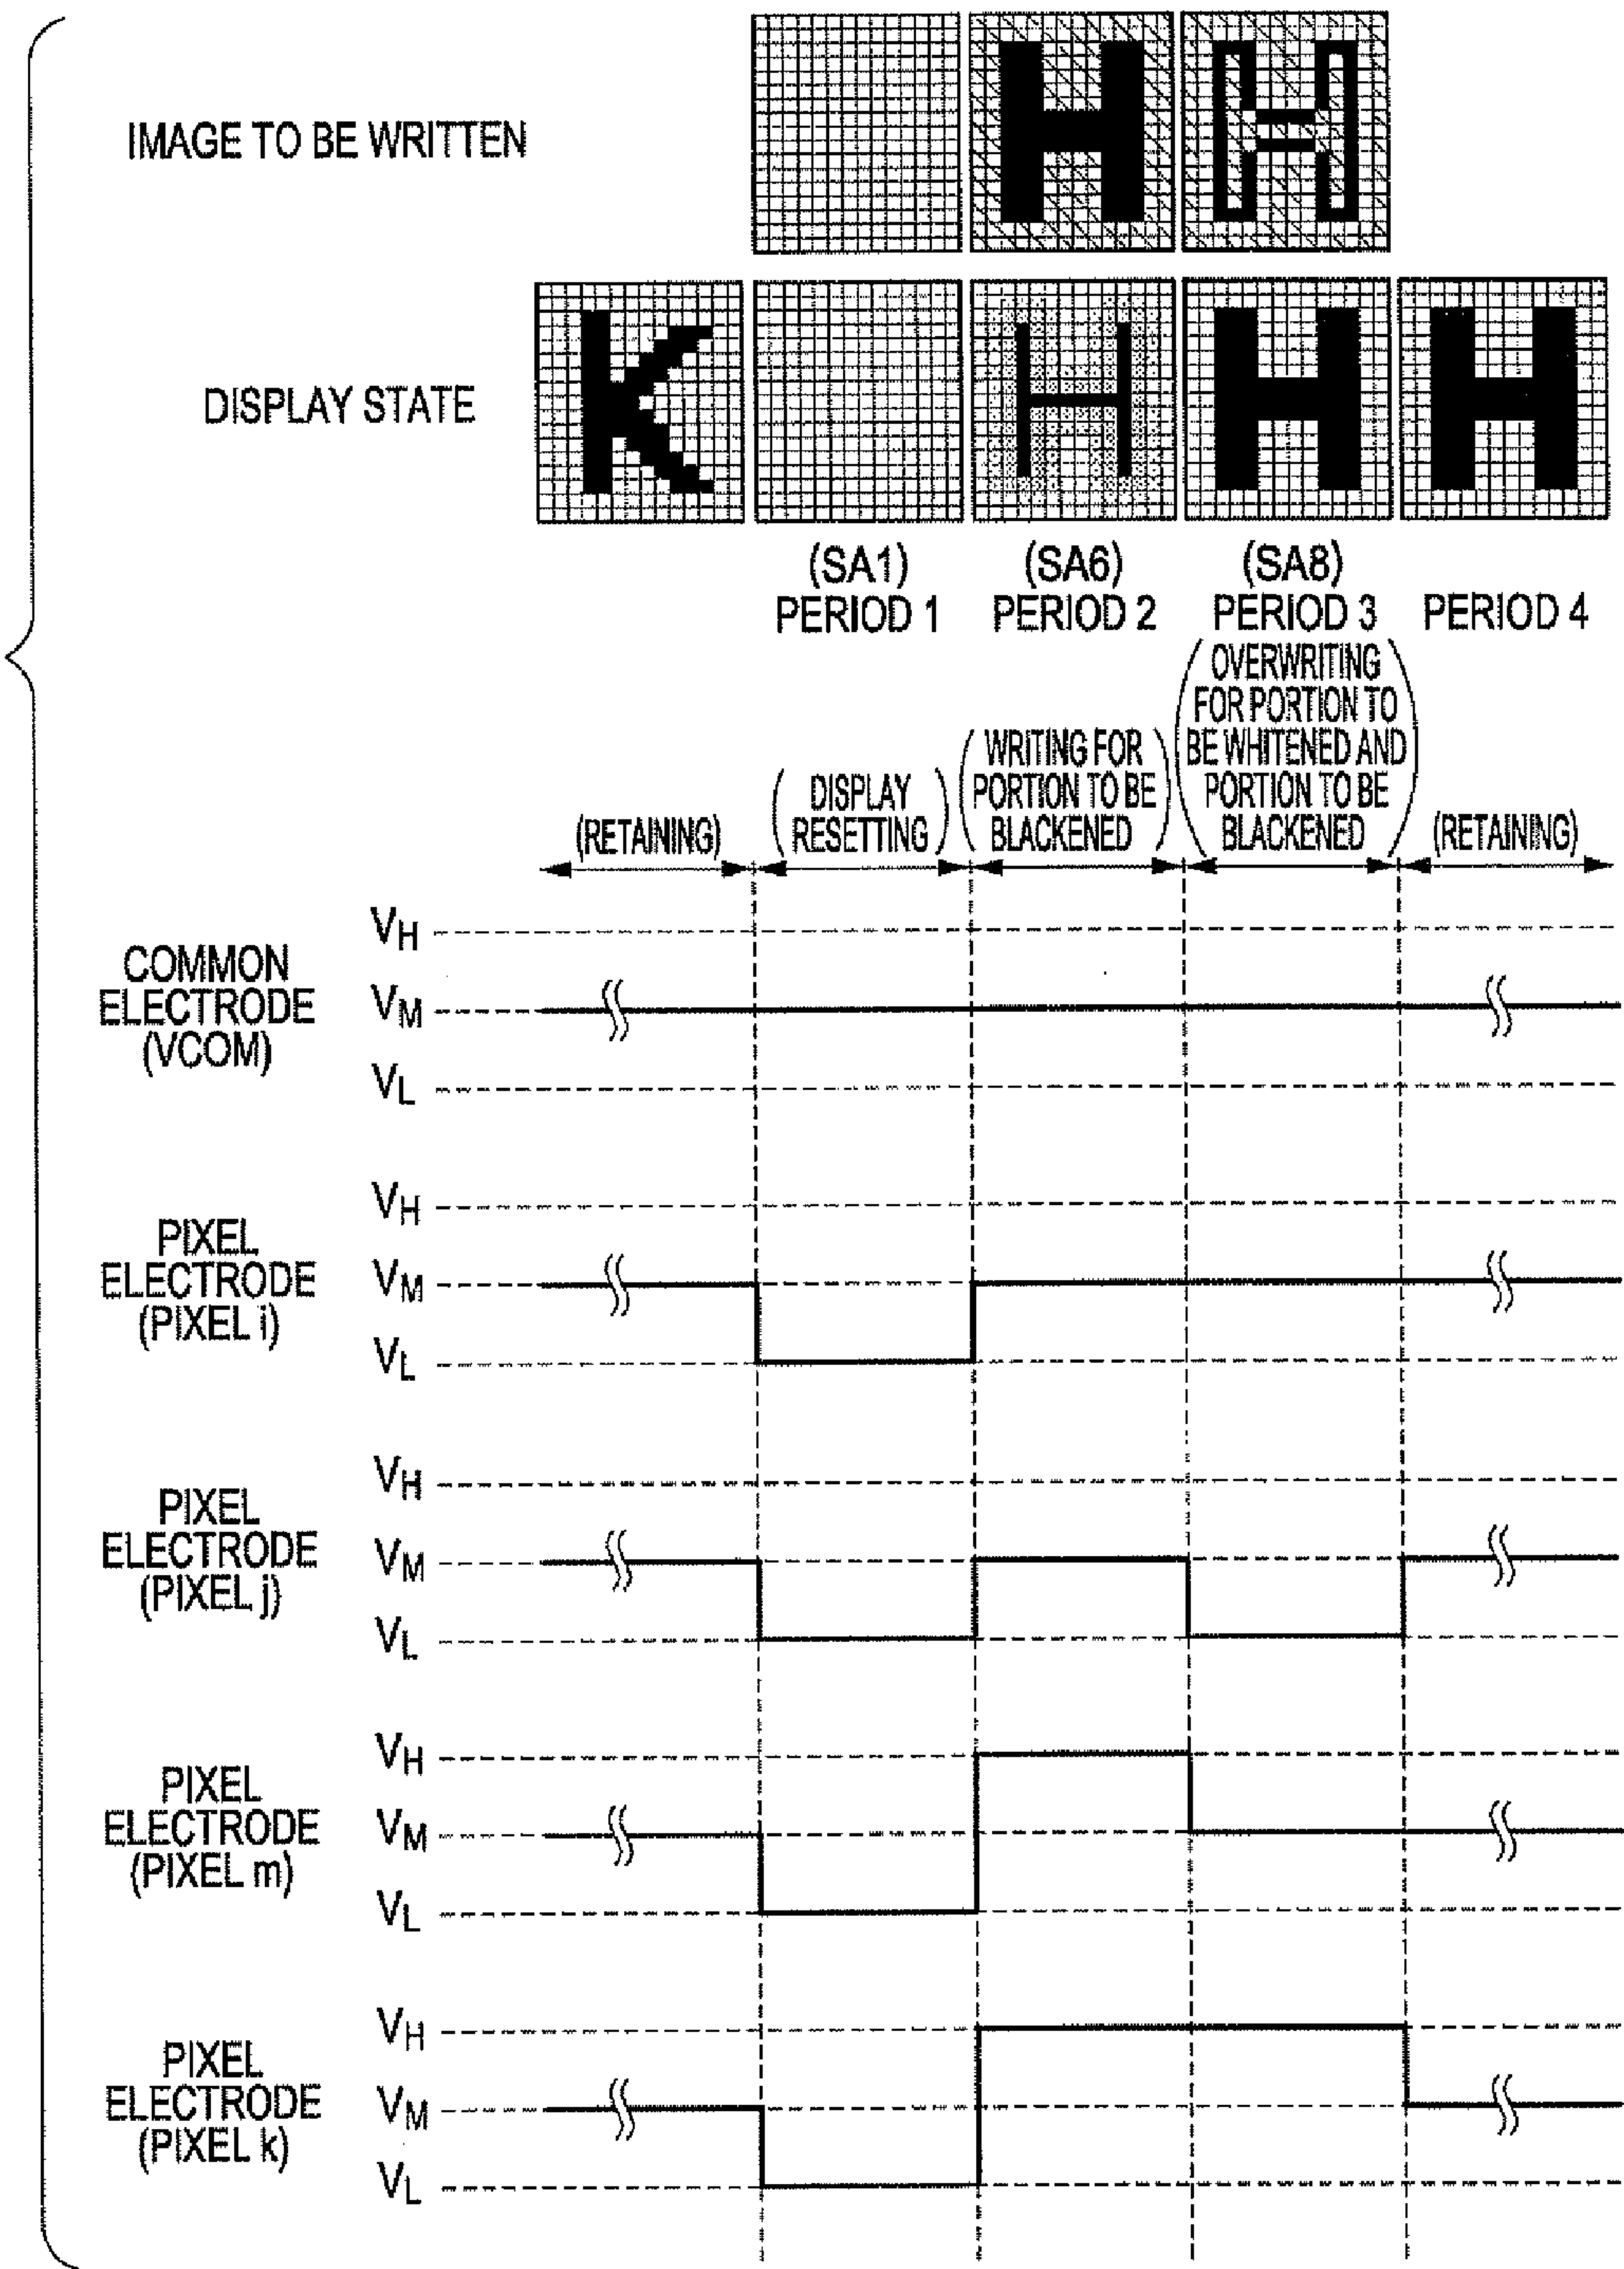 IMAGE TO BE WRITTEN
H
H
DISPLAY STATE
K
H
H
H
(SA1)
PERIOD 1
(SA6)
PERIOD 2
(SA8)
PERIOD 3
PERIOD 4
(RETAINING)
(DISPLAY
RESETTING)
(WRITING FOR
PORTION TO BE
BLACKENED)
(OVERWRITING
FOR PORTION TO
BE WHITENED AND
PORTION TO BE
BLACKENED)
(RETAINING)
COMMON
ELECTRODE
(VCOM)
VH
VM
VL
PIXEL
ELECTRODE
(PIXEL i)
VH
VM
VL
PIXEL
ELECTRODE
(PIXEL j)
VH
VM
VL
PIXEL
ELECTRODE
(PIXEL m)
VH
VM
VL
PIXEL
ELECTRODE
(PIXEL k)
VH
VM
VL